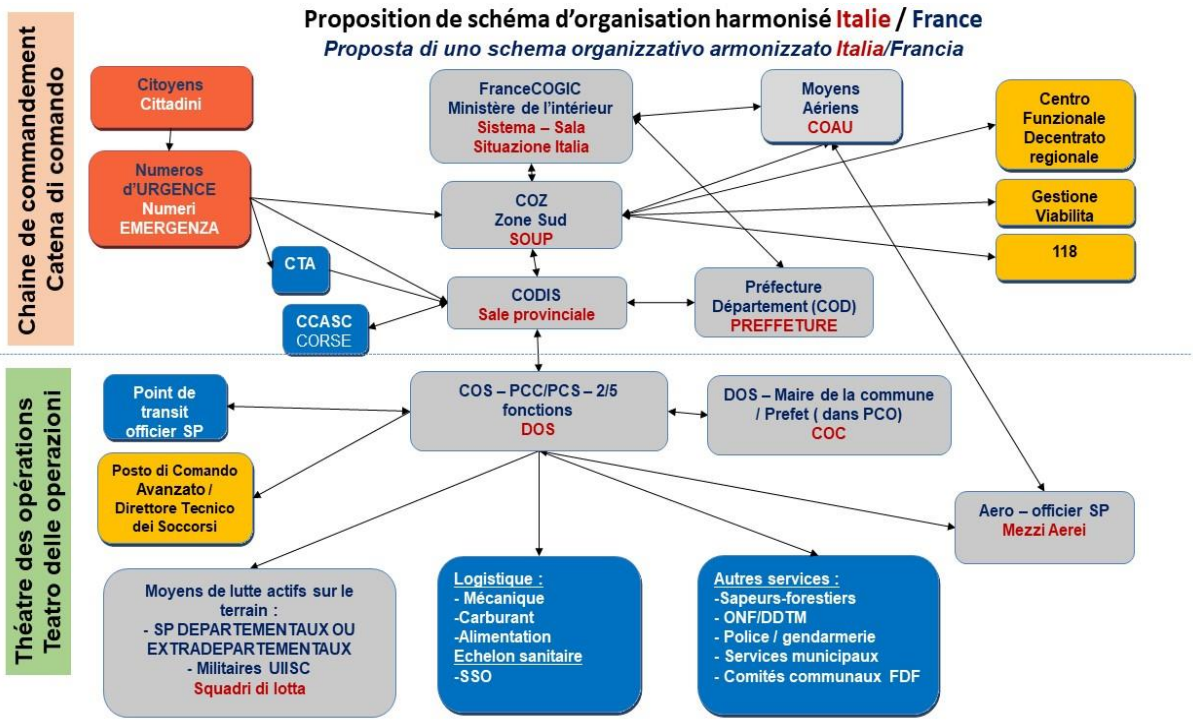 Proposition de schéma d'organisation harmonisé Italie / France
Proposta di uno schema organizzativo armonizzato Italia/Francia
Chaine de commandement
Catena di comando
Citoyens
Cittadini
Numeros
d'URGENCE
Numeri
EMERGENZA
FranceCOGIC
Ministère de l'intérieur
Sistema – Sala
Situazione Italia
Moyens
Aériens
COAU
Centro
Funzionale
Decentrato
regionale
COZ
Zone Sud
SOUP
Gestione
Viabilita
118
CTA
CCASC
CORSE
CODIS
Sale provinciale
Préfecture
Département (COD)
PREFFETURE
Théatre des opérations
Teatro delle operazioni
Point de
transit
officier SP
COS – PCC/PCS – 2/5
fonctions
DOS
DOS – Maire de la commune
/ Prefet ( dans PCO)
COC
Posto di Comando
Avanzato /
Direttore Tecnico
dei Soccorsi
Aero – officier SP
Mezzi Aerei
Moyens de lutte actifs sur le
terrain :
- SP DEPARTEMENTAUX OU
EXTRADEPARTEMENTAUX
- Militaires UIISC
Squadri di lotta
Logistique :
- Mécanique
-Carburant
-Alimentation
Echelon sanitaire
-SSO
Autres services :
-Sapeurs-forestiers
- ONF/DDTM
- Police / gendarmerie
- Services municipaux
- Comités communaux FDF